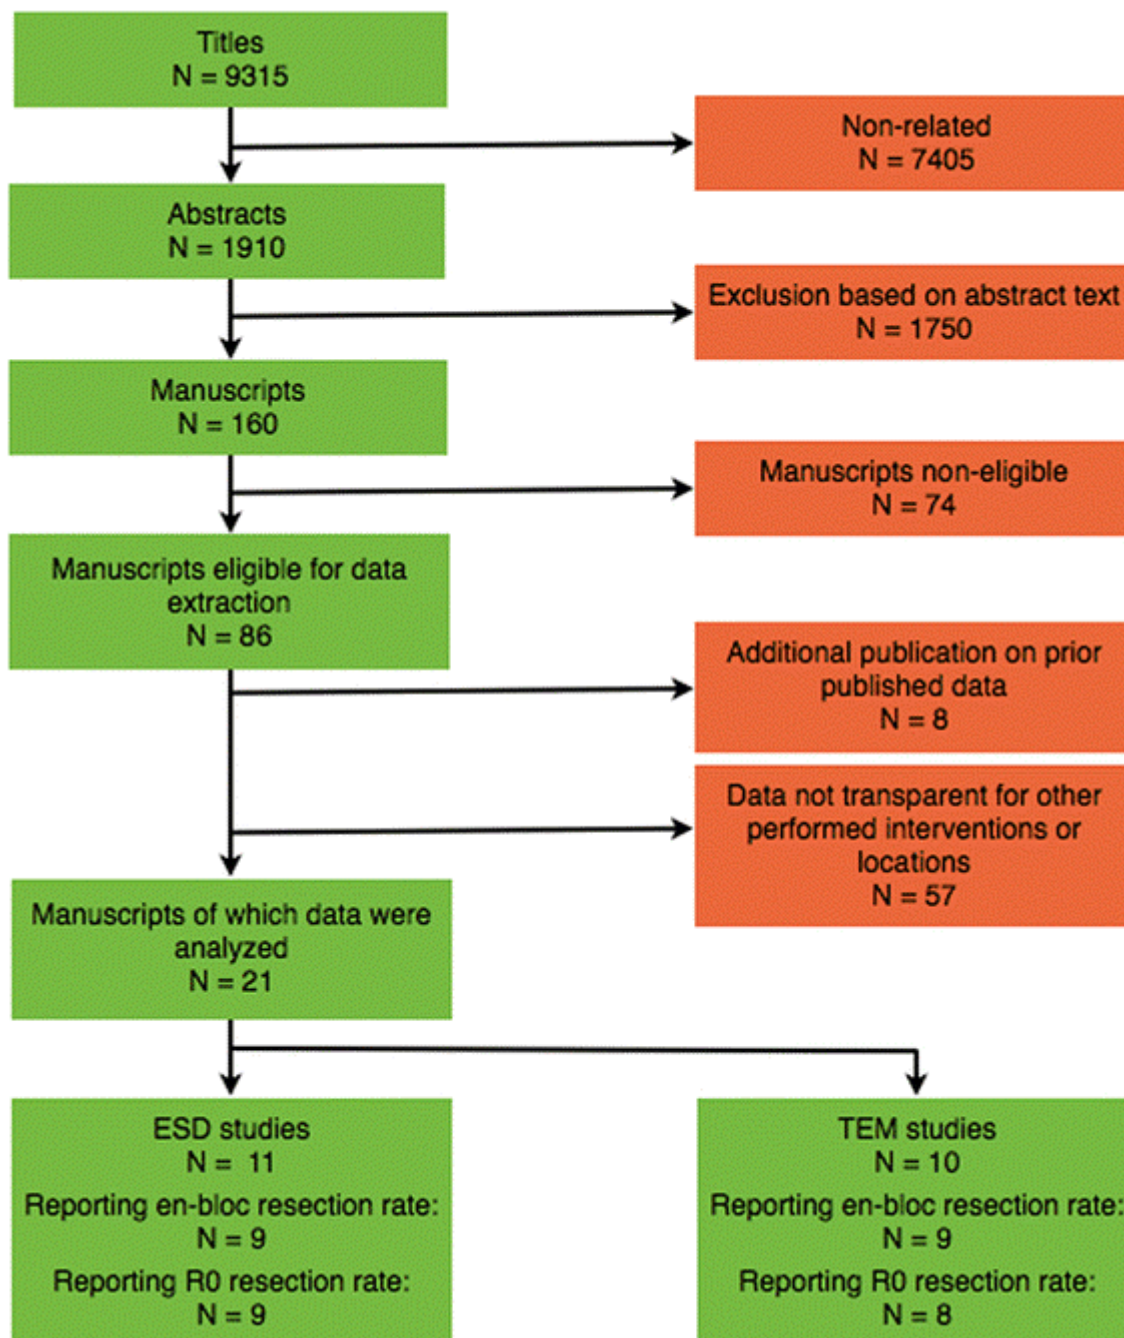 Titles
N = 9315
Non-related
N = 7405
Abstracts
N = 1910
Exclusion based on abstract text
N = 1750
Manuscripts
N = 160
Manuscripts non-eligible
N = 74
Manuscripts eligible for data
extraction
N = 86
Additional publication on prior
published data
N = 8
Data not transparent for other
performed interventions or
locations
N = 57
Manuscripts of which data were
analyzed
N = 21
ESD studies
N =  11
Reporting en-bloc resection rate:
N = 9
Reporting R0 resection rate:
N = 9
TEM studies
N = 10
Reporting en-bloc resection rate:
N = 9
Reporting R0 resection rate:
N = 8